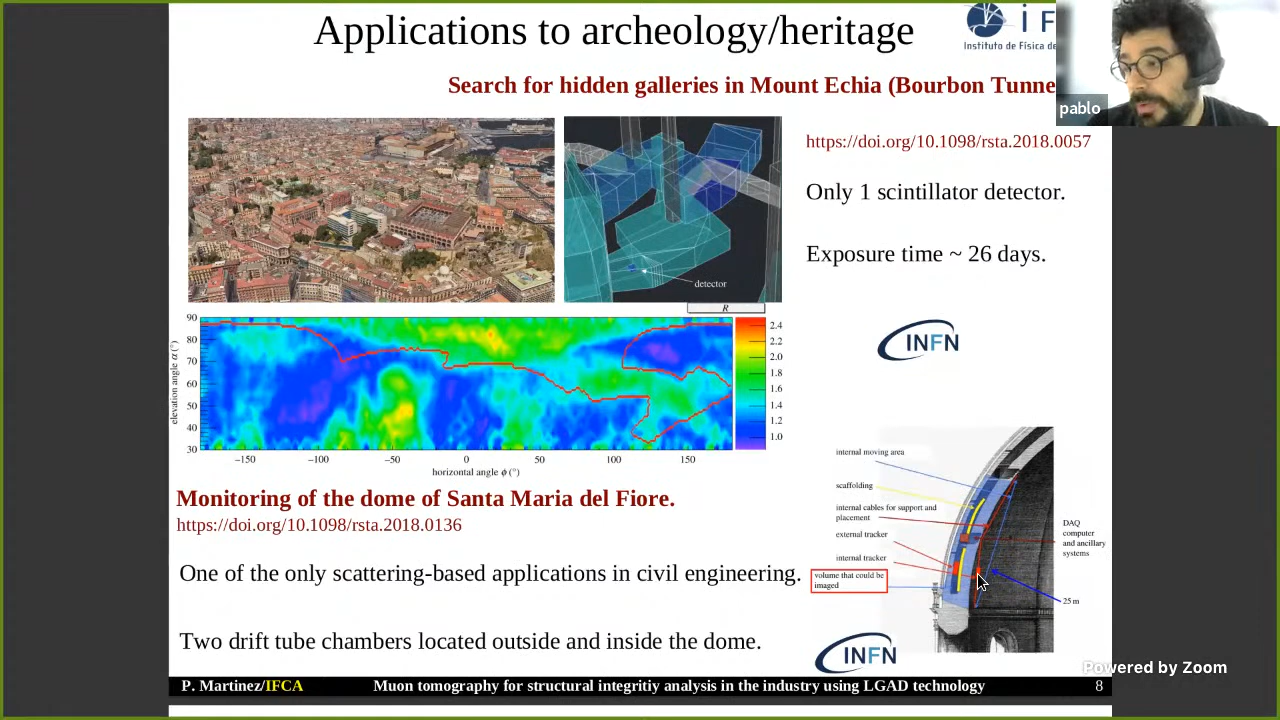 Applications to archeology/heritage
Instituto de Física de
pablo
Search for hidden galleries in Mount Echia (Bourbon Tunne
https://doi.org/10.1098/rsta.2018.0057
Only 1 scintillator detector.
Exposure time ~ 26 days.
detector
R
90
80
70
60
50
40
30
elevation angle α (°)
−150
−100
−50
0
50
100
150
horizontal angle ϕ (°)
2.4
2.2
2.0
1.8
1.6
1.4
1.2
1.0
INFN
Monitoring of the dome of Santa Maria del Fiore.
https://doi.org/10.1098/rsta.2018.0136
One of the only scattering-based applications in civil engineering.
Two drift tube chambers located outside and inside the dome.
internal moving area
scaffolding
internal cables for support and
placement
external tracker
internal tracker
volume that could be
imaged
DAQ
computer
and ancillary
systems
25 m
INFN
Powered by Zoom
P. Martinez/IFCA
Muon tomography for structural integritiy analysis in the industry using LGAD technology
8